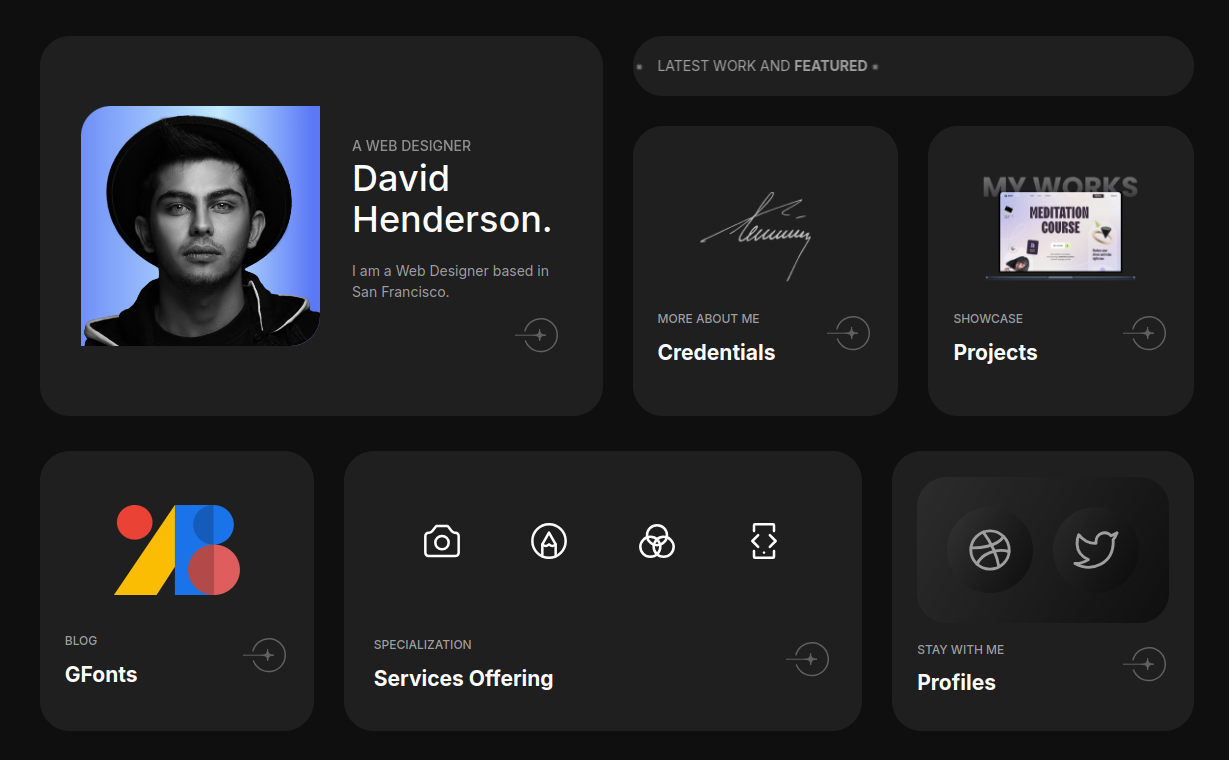 LATEST WORK AND FEATURED
A WEB DESIGNER
David
Henderson.
I am a Web Designer based in
San Francisco.
MORE ABOUT ME
Credentials
MY WORKS
MEDITATION
COURSE
SHOWCASE
Projects
BLOG
GFonts
SPECIALIZATION
Services Offering
STAY WITH ME
Profiles